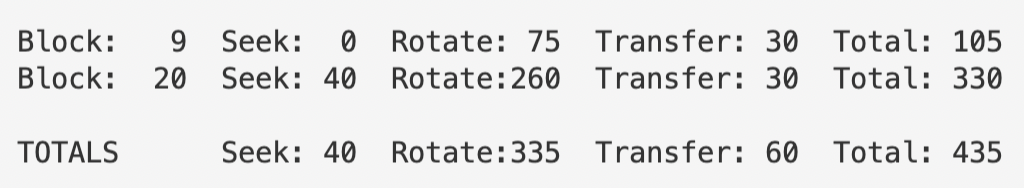 Block:   9  Seek:  0  Rotate: 75  Transfer: 30  Total: 105
Block:  20  Seek: 40  Rotate:260  Transfer: 30  Total: 330
TOTALS      Seek: 40  Rotate:335  Transfer: 60  Total: 435